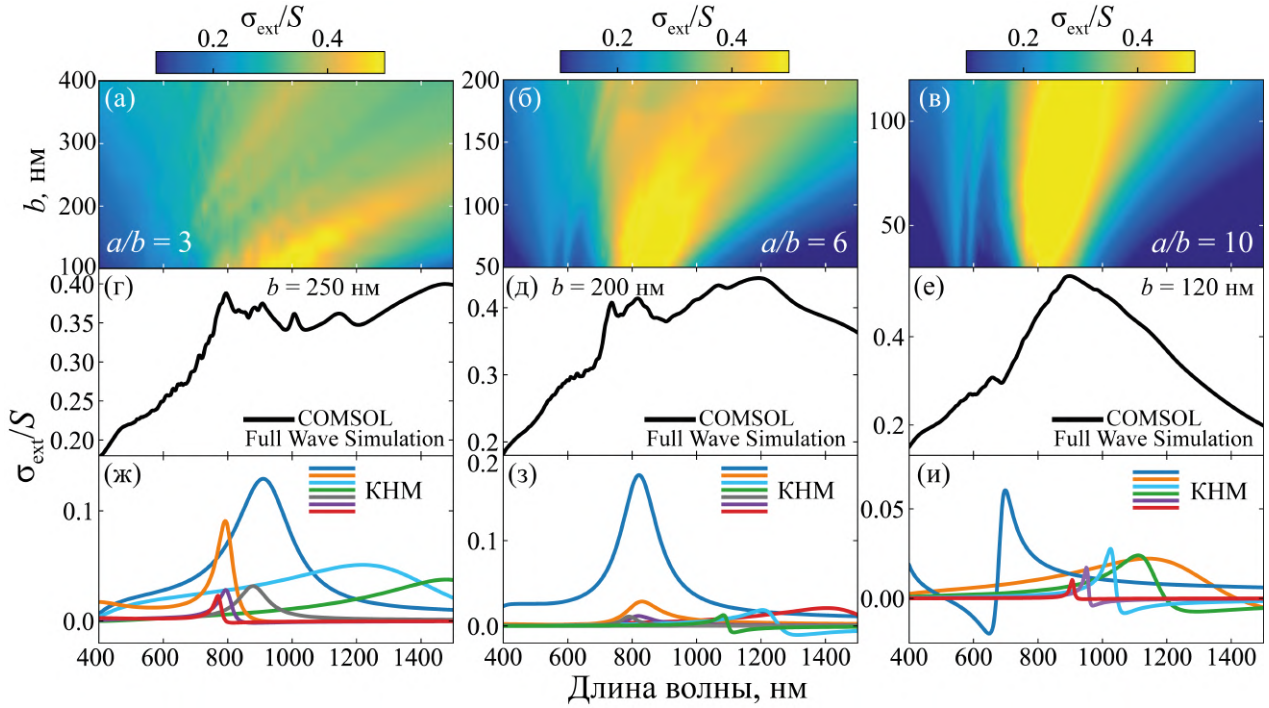 σext/S σext/S σext/S
0.2 0.4 0.2 0.4 0.2 0.4
(а) (б) (в)
b, нм
400
300
200
100
a/b = 3
200
150
100
50
a/b = 6
100
50
a/b = 10
(г) b = 250 нм
0.40
0.35
0.30
0.25
0.20
COMSOL
Full Wave Simulation
(д) b = 200 нм
0.4
0.3
0.2
COMSOL
Full Wave Simulation
(е) b = 120 нм
0.4
0.2
COMSOL
Full Wave Simulation
σext/S
(ж) КНМ
0.1
0.0
(з) КНМ
0.2
0.1
0.0
(и) КНМ
0.05
0.00
400 600 800 1000 1200 1400 400 600 800 1000 1200 1400 400 600 800 1000 1200 1400
Длина волны, нм